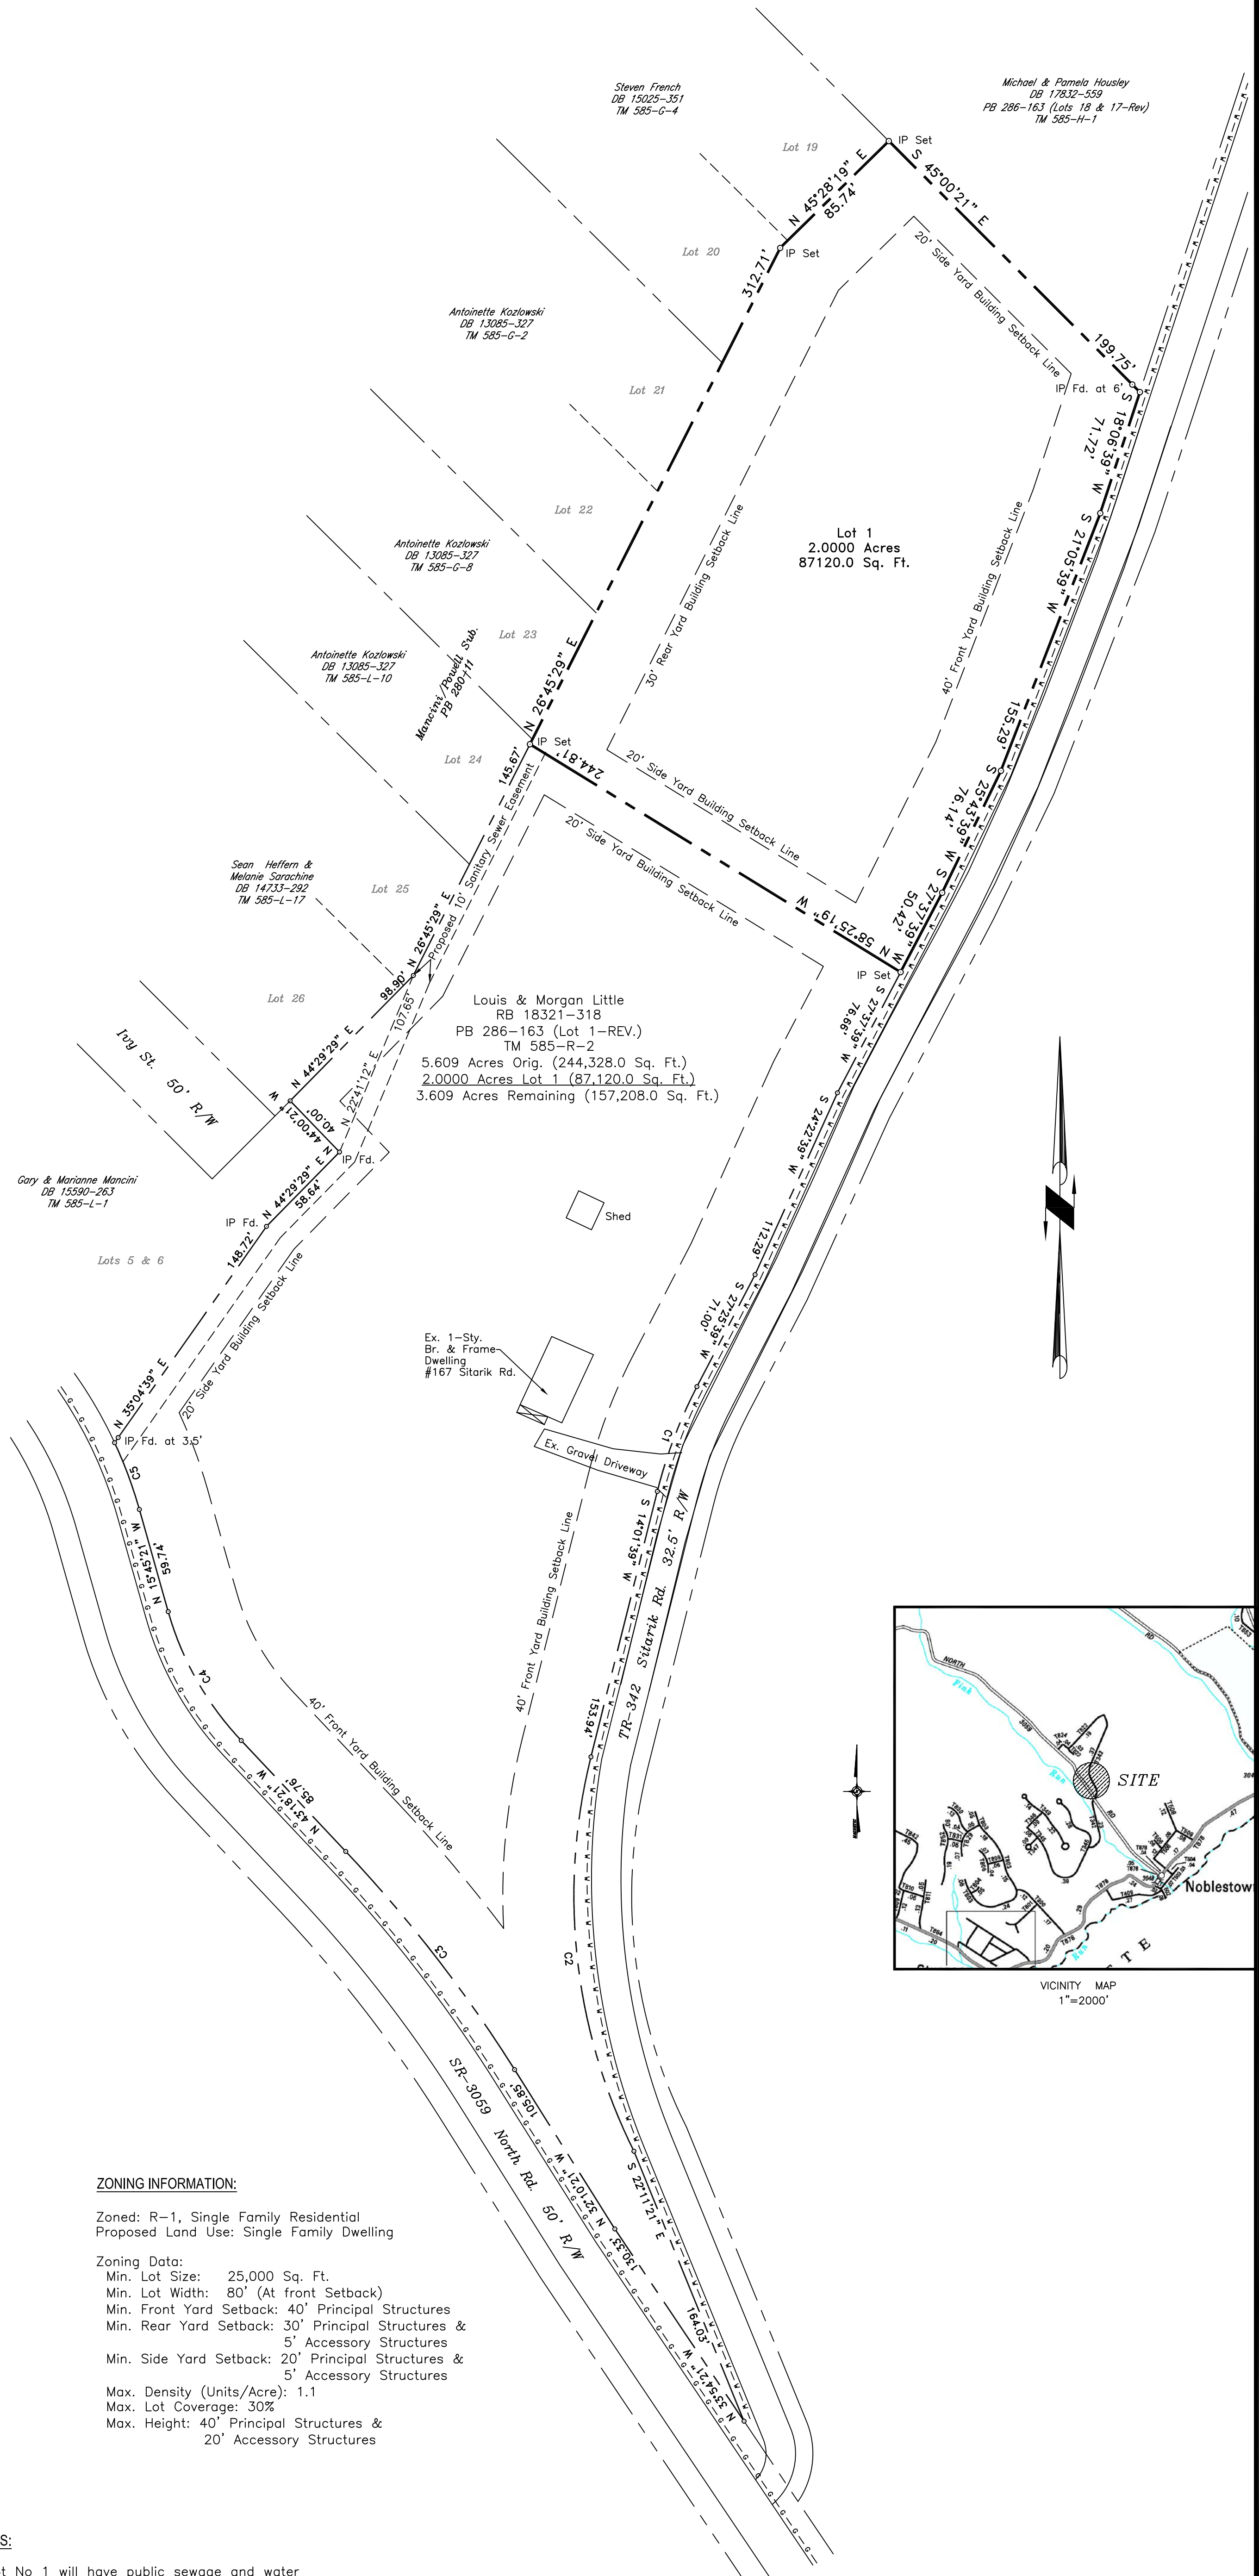 Steven French
DB 15025-351
TM 585-G-4
Michael & Pamela Housley
DB 17832-559
PB 286-163 (Lots 18 & 17-Rev)
TM 585-H-1
Lot 19
IP Set
N 45°28'19" E
85.74'
S 45°00'21" E
199.75'
Lot 20
IP Set
20' Side Yard Building Setback Line
312.71'
Antoinette Kozlowski
DB 13085-327
TM 585-G-2
Lot 21
IP Fd. at 6'
S 18°06'39" W
71.72'
Lot 22
30' Rear Yard Building Setback Line
Lot 1
2.0000 Acres
87120.0 Sq. Ft.
40' Front Yard Building Setback Line
S 21°05'39" W
155.29'
Antoinette Kozlowski
DB 13085-327
TM 585-G-8
Lot 23
N 26°45'29" E
Antoinette Kozlowski
DB 13085-327
TM 585-L-10
Mancini/Powell Sub.
PB 280-11
IP Set
244.81'
N 58°25'19" W
S 25°43'39" W
76.14'
Lot 24
145.67'
20' Side Yard Building Setback Line
20' Side Yard Building Setback Line
S 27°37'39" W
50.42'
Sean Heffern &
Melanie Sarachine
DB 14733-292
TM 585-L-17
Lot 25
N 26°45'29" E
Proposed 10' Sanitary Sewer Easement
IP Set
S 27°37'39" W
76.66'
Lot 26
98.90'
N 44°29'29" E
107.65'
N 22°41'12" E
Louis & Morgan Little
RB 18321-318
PB 286-163 (Lot 1-REV.)
TM 585-R-2
5.609 Acres Orig. (244,328.0 Sq. Ft.)
2.0000 Acres Lot 1 (87,120.0 Sq. Ft.)
3.609 Acres Remaining (157,208.0 Sq. Ft.)
Ivy St. 50' R/W
N 44°00'21" W
40.00'
S 24°22'39" W
112.29'
IP Fd.
Gary & Marianne Mancini
DB 15590-263
TM 585-L-1
N 44°29'29" E
58.64'
IP Fd.
Shed
148.72'
Lots 5 & 6
20' Side Yard Building Setback Line
S 27°25'39" W
71.00'
Ex. 1-Sty.
Br. & Frame
Dwelling
#167 Sitarik Rd.
N 35°04'39" E
IP Fd. at 3.5'
C1
Ex. Gravel Driveway
C5
S 14°01'39" W
153.94'
N 15°45'21" W
59.74'
40' Front Yard Building Setback Line
TR-342 Sitarik Rd. 32.5' R/W
C4
40' Front Yard Building Setback Line
N 43°18'21" W
85.76'
C3
C2
NORTH
RD
RD
Fink
3059
Run
SITE
Noblestow
Run
VICINITY MAP
1"=2000'
SR-3059 North Rd. 50' R/W
105.85'
N 32°10'21" W
S 22°11'21" E
164.03'
130.33'
N 33°54'21" W
ZONING INFORMATION:
Zoned: R-1, Single Family Residential
Proposed Land Use: Single Family Dwelling
Zoning Data:
Min. Lot Size: 25,000 Sq. Ft.
Min. Lot Width: 80' (At front Setback)
Min. Front Yard Setback: 40' Principal Structures
Min. Rear Yard Setback: 30' Principal Structures &
5' Accessory Structures
Min. Side Yard Setback: 20' Principal Structures &
5' Accessory Structures
Max. Density (Units/Acre): 1.1
Max. Lot Coverage: 30%
Max. Height: 40' Principal Structures &
20' Accessory Structures
S:
ot No 1 will have public sewage and water